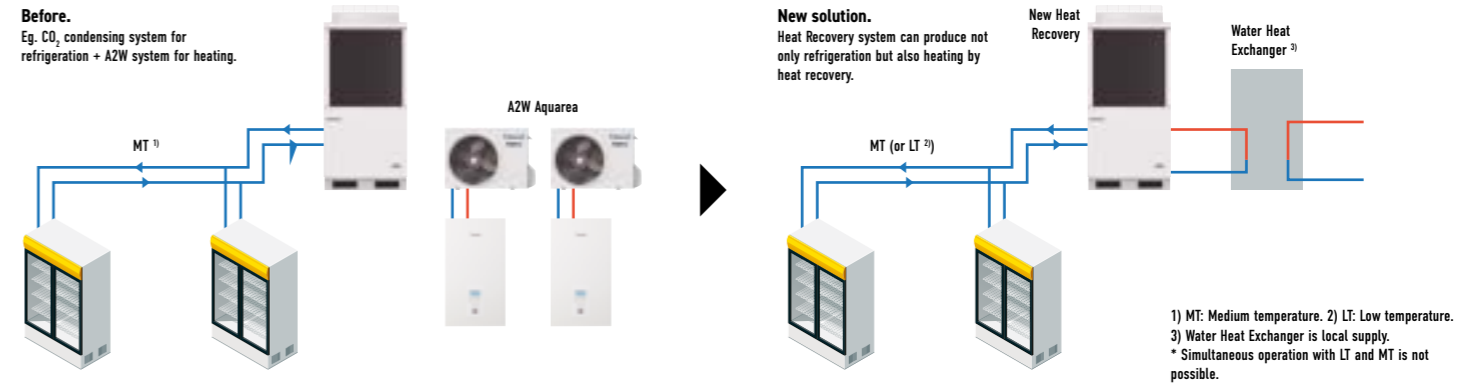 Before.
Eg. CO₂ condensing system for
refrigeration + A2W system for heating.
MT ¹⁾
A2W Aquarea
New solution.
Heat Recovery system can produce not
only refrigeration but also heating by
heat recovery.
New Heat
Recovery
Water Heat
Exchanger ³⁾
MT (or LT ²⁾)
1) MT: Medium temperature. 2) LT: Low temperature.
3) Water Heat Exchanger is local supply.
* Simultaneous operation with LT and MT is not
possible.